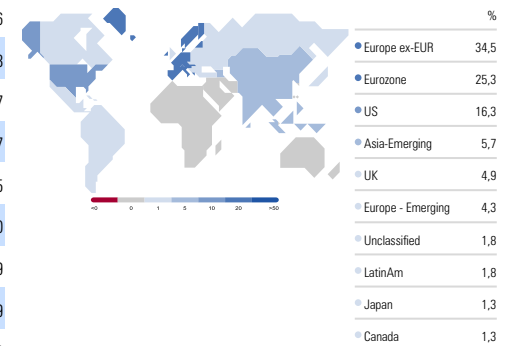 %
Europe ex-EUR 34,5
Eurozone 25,3
US 16,3
Asia-Emerging 5,7
UK 4,9
Europe - Emerging 4,3
Unclassified 1,8
LatinAm 1,8
Japan 1,3
Canada 1,3
<0 0 1 5 10 20 >50